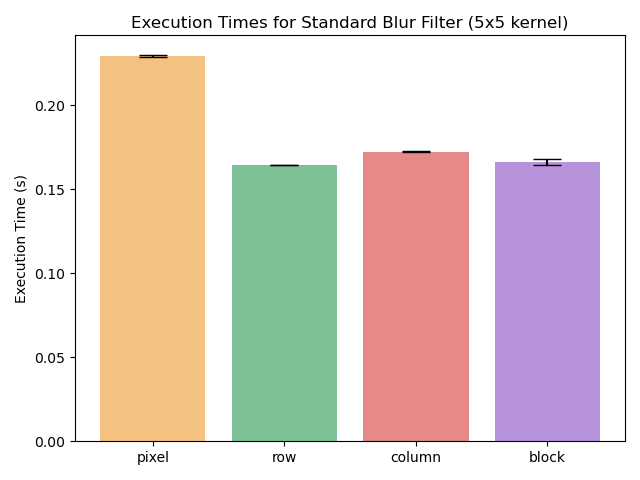 Execution Times for Standard Blur Filter (5x5 kernel)
Execution Time (s)
0.20
0.15
0.10
0.05
0.00
pixel row column block